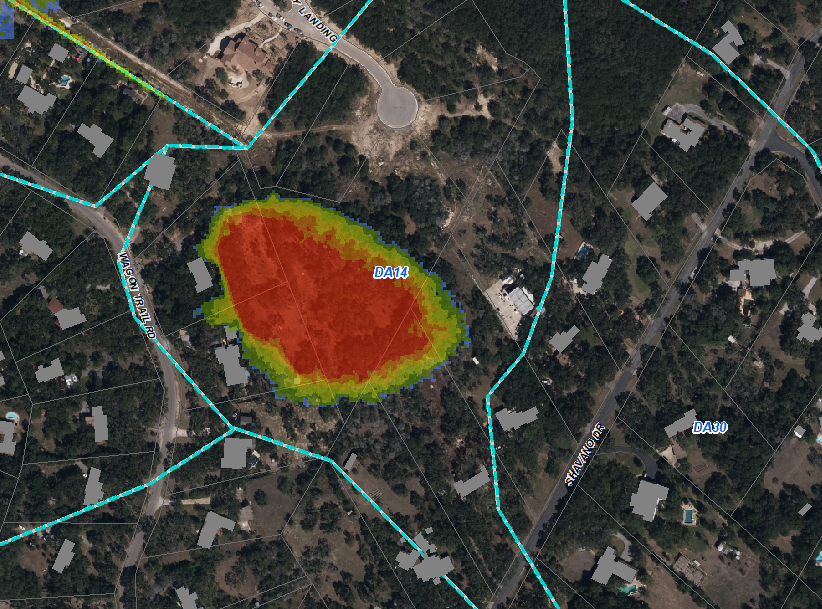 Y LANDING
DA14
WAGON TRAIL RD
DA30
SHAVANO DR